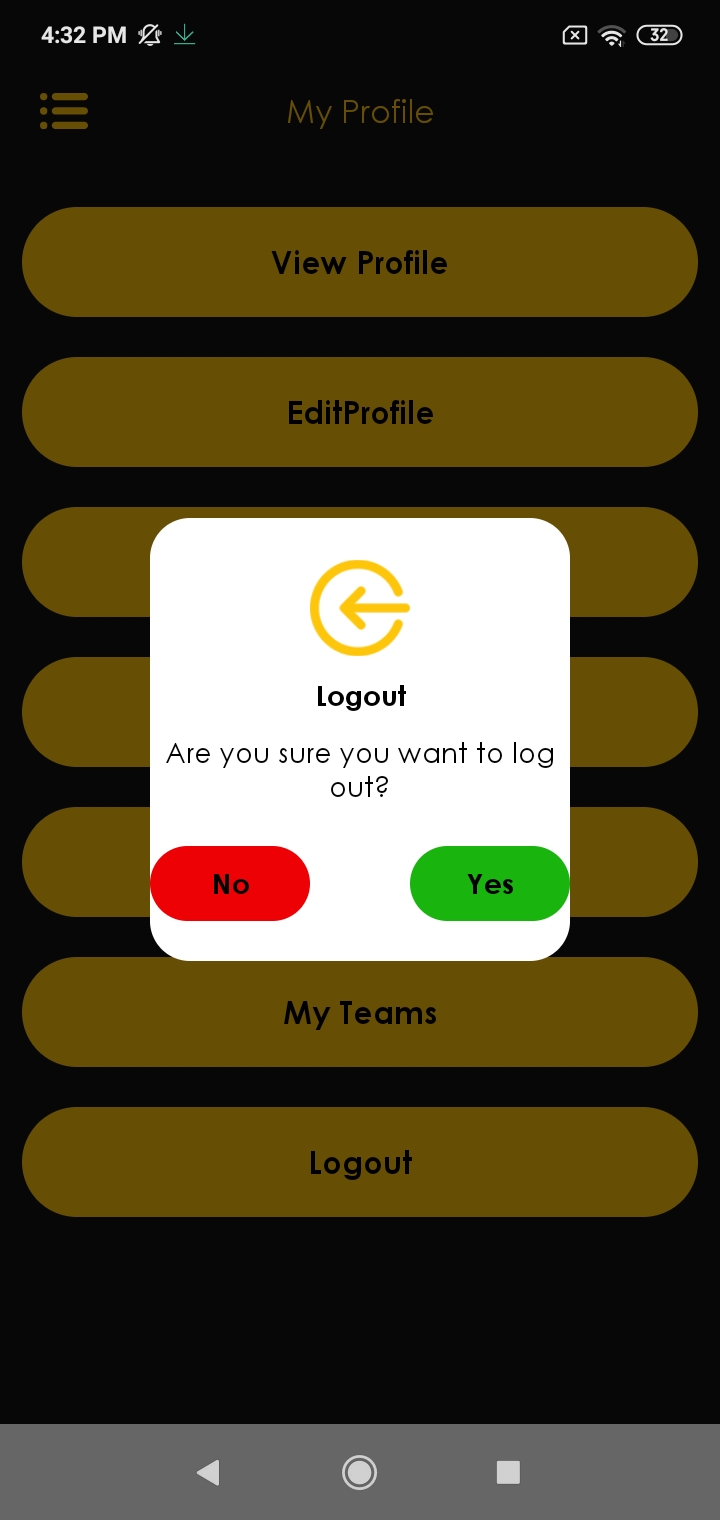 4:32 PM
32
My Profile
View Profile
EditProfile
Logout
Are you sure you want to log
out?
No
Yes
My Teams
Logout